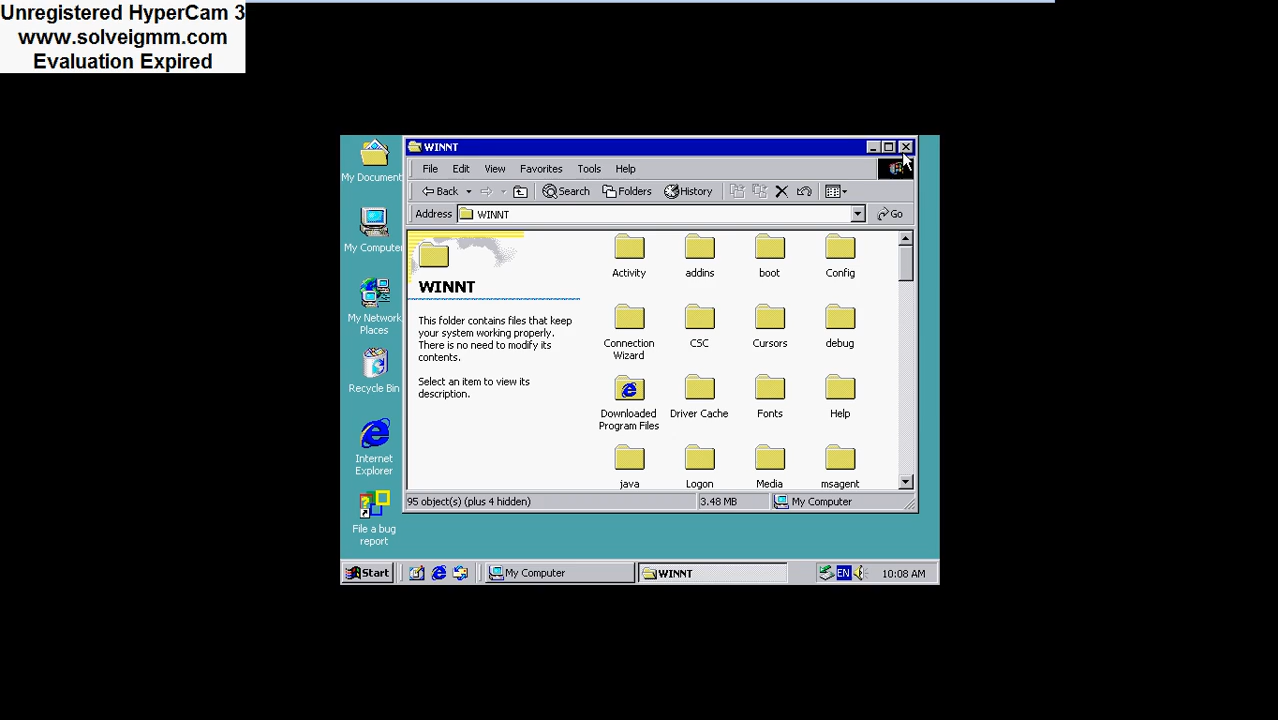 Unregistered HyperCam 3
www.solveigmm.com
Evaluation Expired
WINNT
File Edit View Favorites Tools Help
Back Search Folders History
Address WINNT Go
My Document
My Computer
My Network
Places
Recycle Bin
Internet
Explorer
File a bug
report
WINNT
This folder contains files that keep
your system working properly.
There is no need to modify its
contents.
Select an item to view its
description.
Activity addins boot Config
Connection
Wizard
CSC Cursors debug
Downloaded
Program Files
Driver Cache Fonts Help
java Logon Media msagent
95 object(s) (plus 4 hidden) 3.48 MB My Computer
Start My Computer WINNT EN 10:08 AM